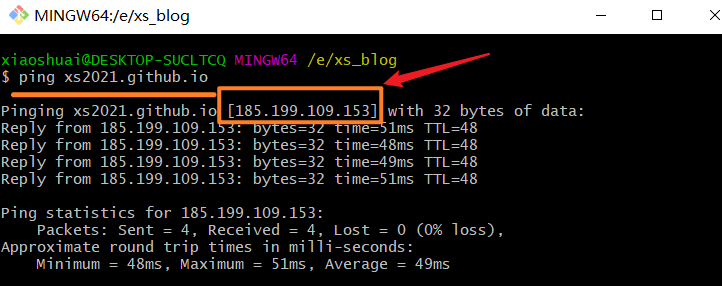 MINGW64:/e/xs_blog
xiaoshuai@DESKTOP-SUCLTCQ MINGW64 /e/xs_blog
$ ping xs2021.github.io
Pinging xs2021.github.io [185.199.109.153] with 32 bytes of data:
Reply from 185.199.109.153: bytes=32 time=51ms TTL=48
Reply from 185.199.109.153: bytes=32 time=48ms TTL=48
Reply from 185.199.109.153: bytes=32 time=49ms TTL=48
Reply from 185.199.109.153: bytes=32 time=51ms TTL=48
Ping statistics for 185.199.109.153:
Packets: Sent = 4, Received = 4, Lost = 0 (0% loss),
Approximate round trip times in milli-seconds:
Minimum = 48ms, Maximum = 51ms, Average = 49ms